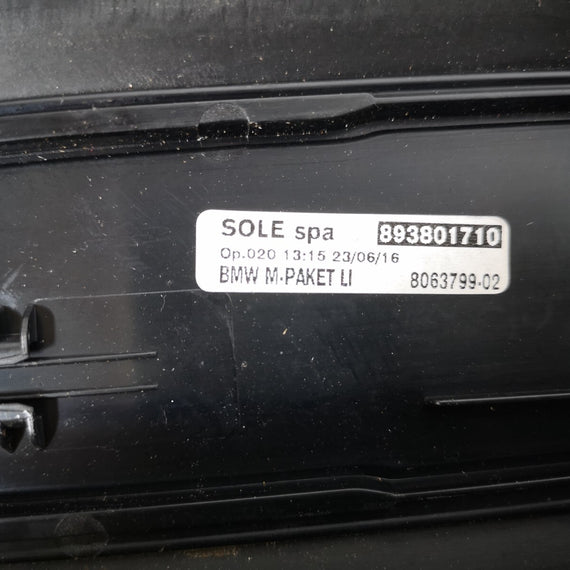 SOLE spa 893801710
Op.020 13:15 23/06/16
BMW M-PAKET LI 8063799-02